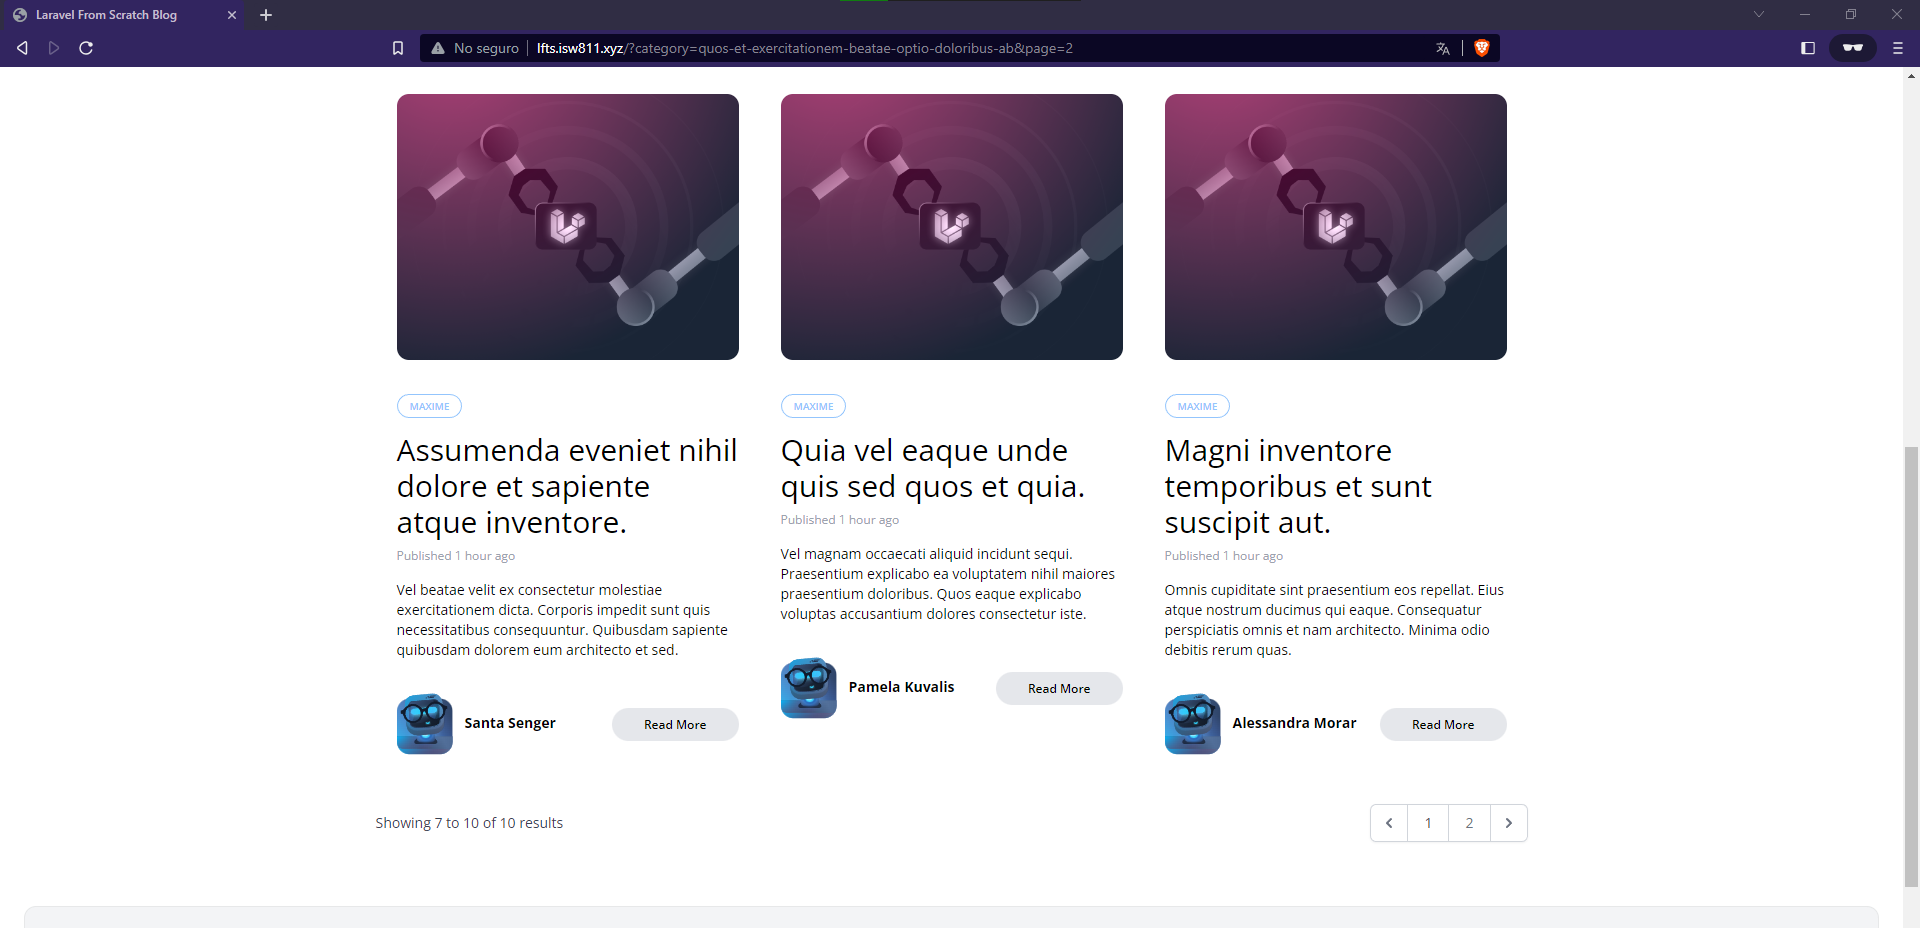 Laravel From Scratch Blog
No seguro
lfts.isw811.xyz/?category=quos-et-exercitationem-beatae-optio-doloribus-ab&page=2
MAXIME
Assumenda eveniet nihil
dolore et sapiente
atque inventore.
Published 1 hour ago
Vel beatae velit ex consectetur molestiae
exercitationem dicta. Corporis impedit sunt quis
necessitatibus consequuntur. Quibusdam sapiente
quibusdam dolorem eum architecto et sed.
Santa Senger
Read More
MAXIME
Quia vel eaque unde
quis sed quos et quia.
Published 1 hour ago
Vel magnam occaecati aliquid incidunt sequi.
Praesentium explicabo ea voluptatem nihil maiores
praesentium doloribus. Quos eaque explicabo
voluptas accusantium dolores consectetur iste.
Pamela Kuvalis
Read More
MAXIME
Magni inventore
temporibus et sunt
suscipit aut.
Published 1 hour ago
Omnis cupiditate sint praesentium eos repellat. Eius
atque nostrum ducimus qui eaque. Consequatur
perspiciatis omnis et nam architecto. Minima odio
debitis rerum quas.
Alessandra Morar
Read More
Showing 7 to 10 of 10 results
1
2